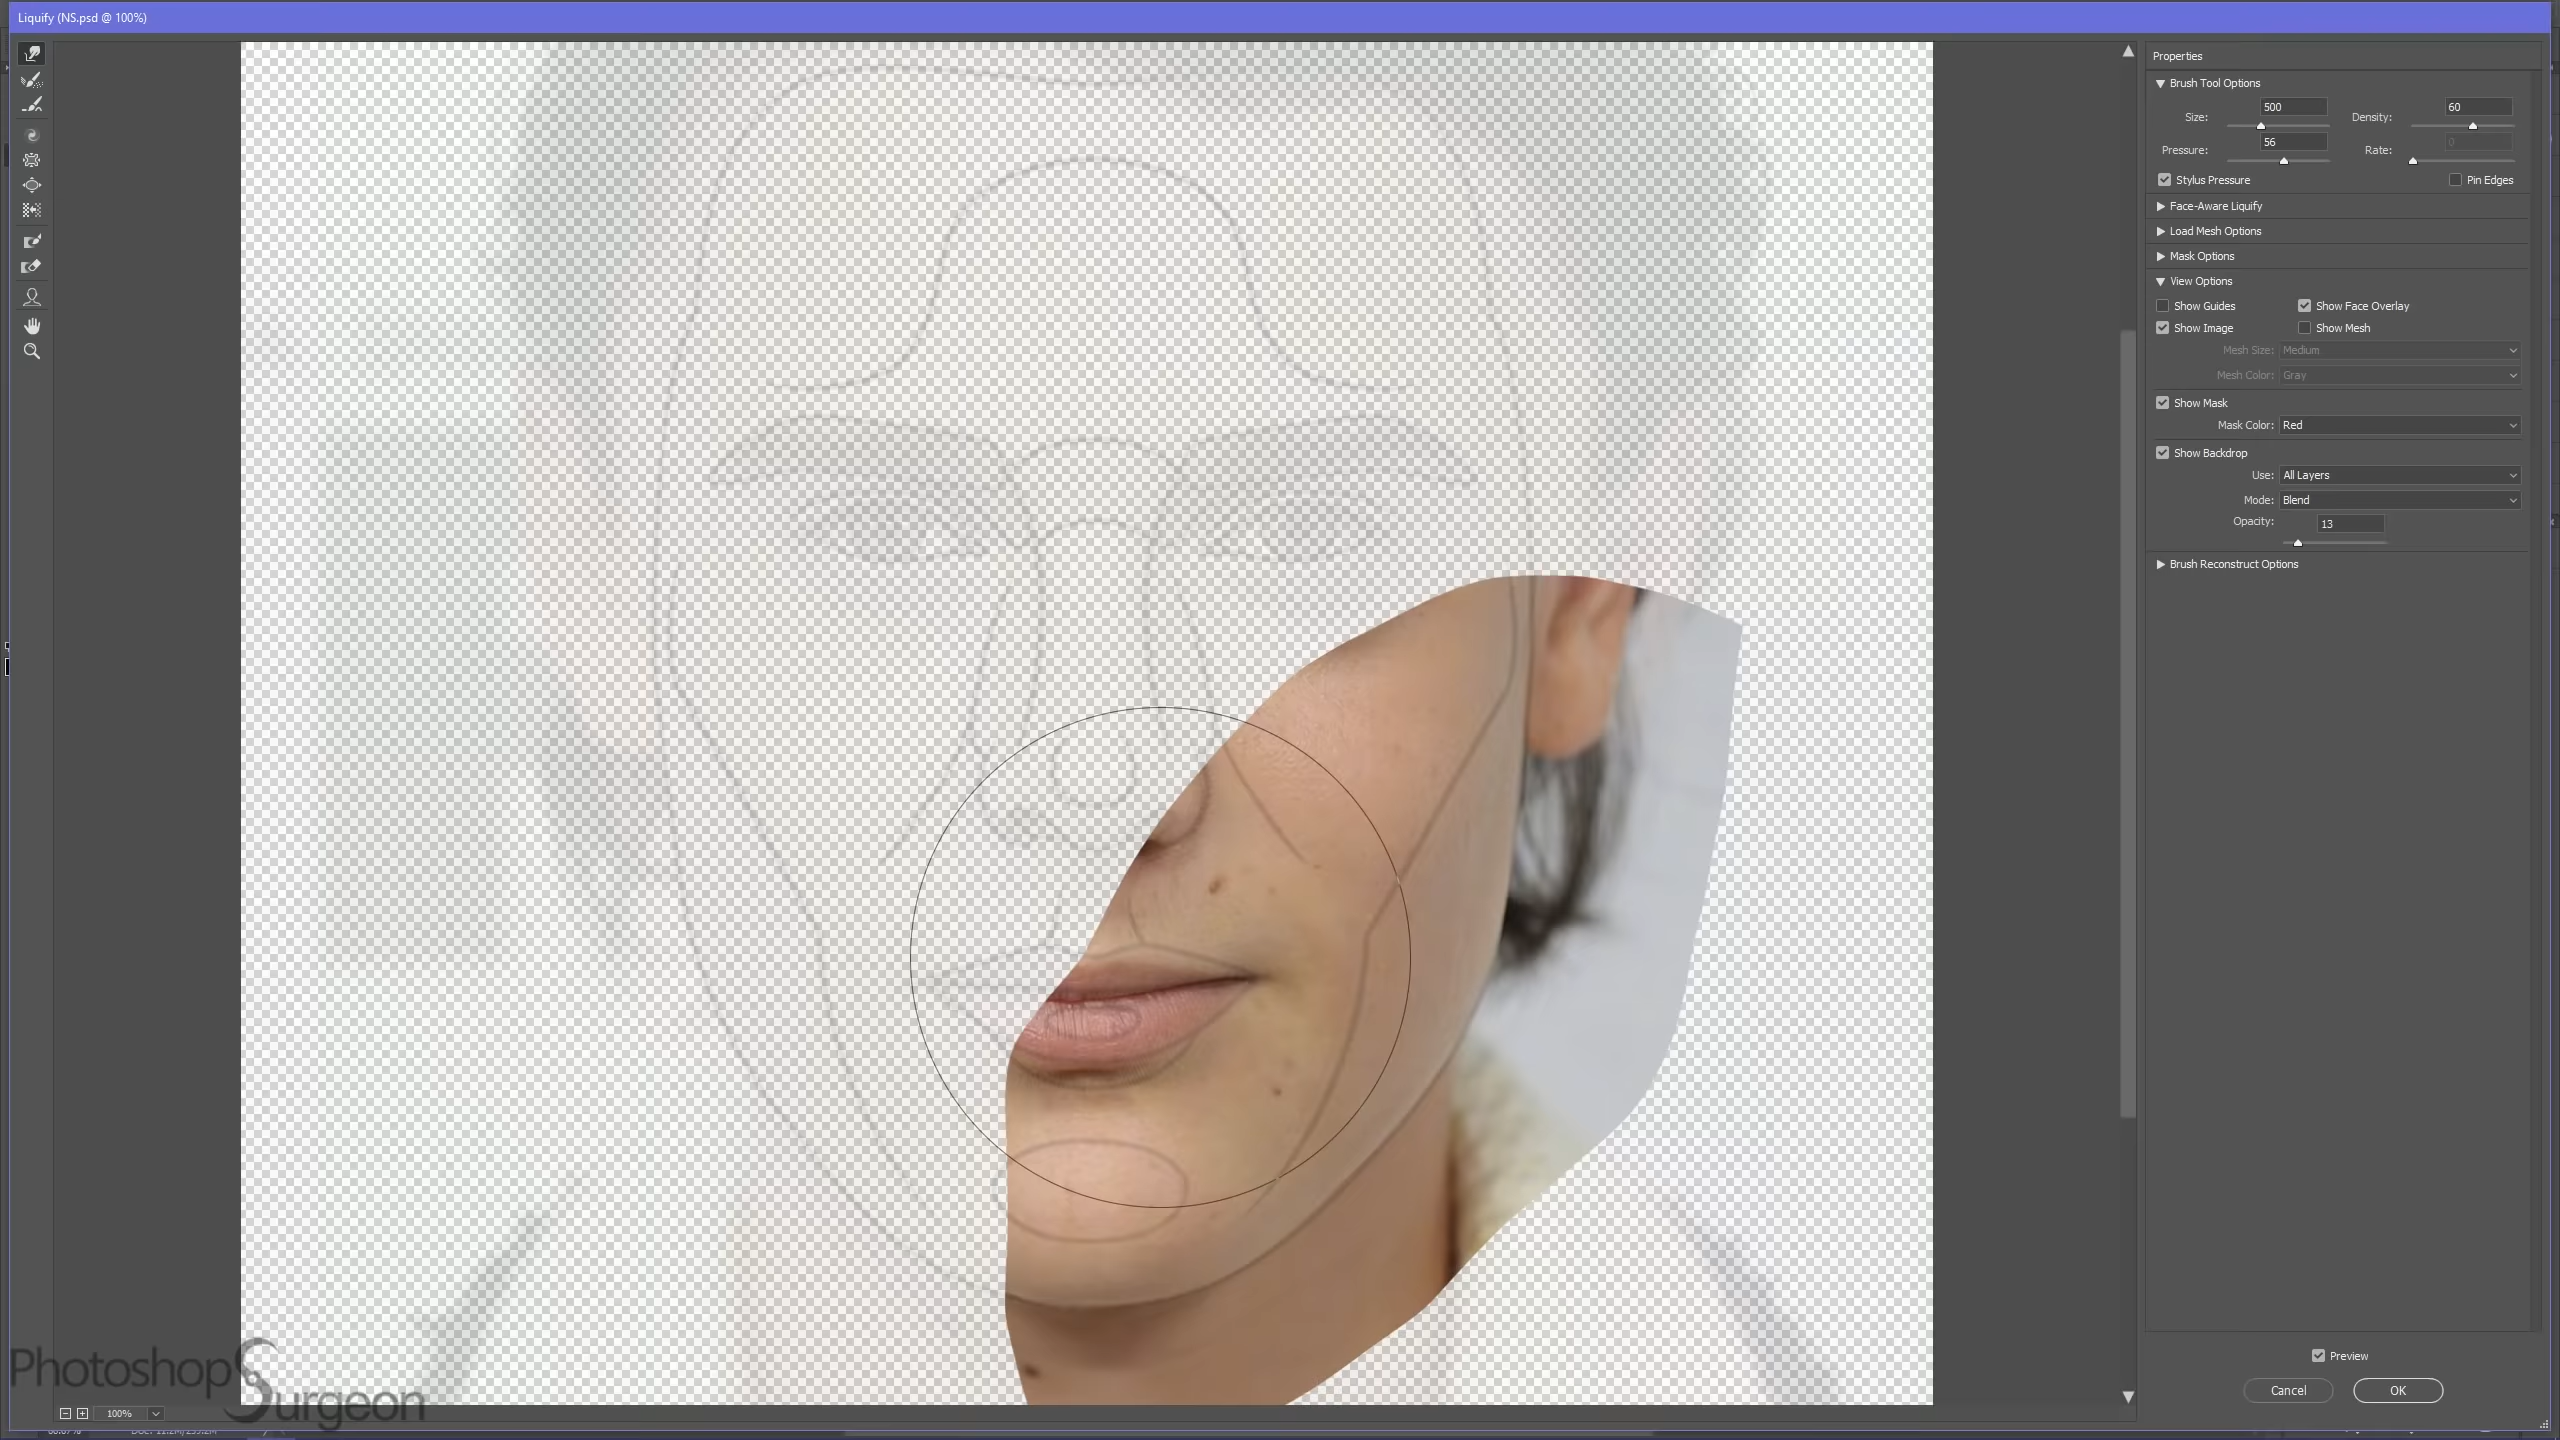 Liquify (NS.psd @ 100%)
Properties
Brush Tool Options
Size: 500 Density: 60
Pressure: 56 Rate: 0
Stylus Pressure Pin Edges
Face-Aware Liquify
Load Mesh Options
Mask Options
View Options
Show Guides Show Face Overlay
Show Image Show Mesh
Mesh Size: Medium
Mesh Color: Gray
Show Mask
Mask Color: Red
Show Backdrop
Use: All Layers
Mode: Blend
Opacity: 13
Brush Reconstruct Options
Preview
Cancel OK
Photoshop Surgeon
100%